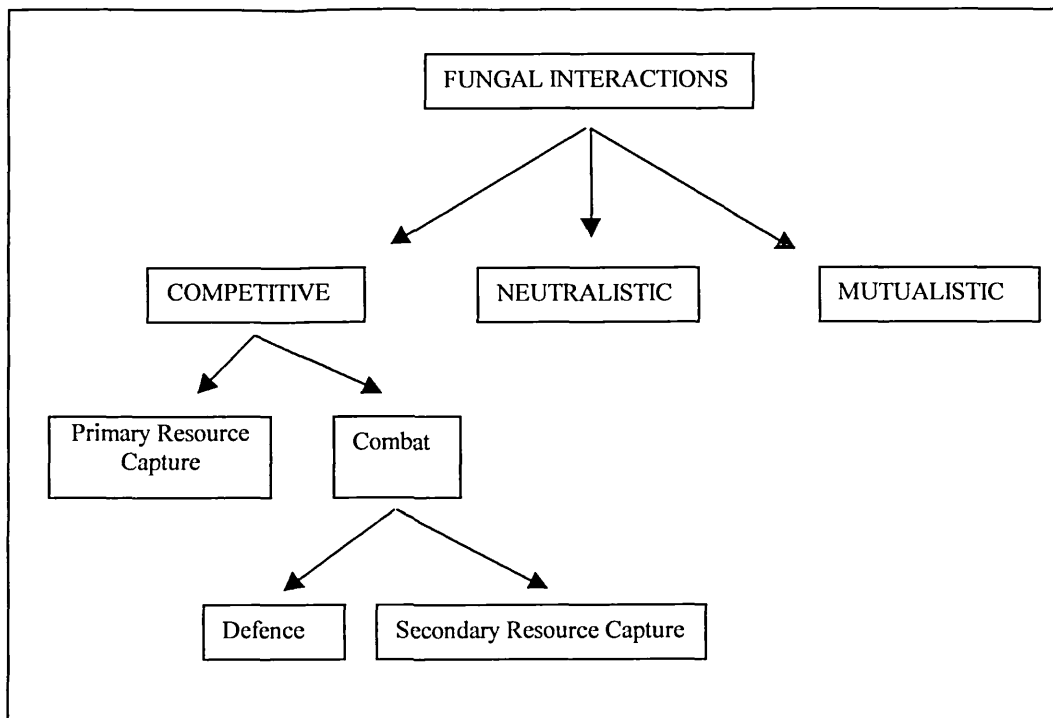 FUNGAL INTERACTIONS
COMPETITIVE
NEUTRALISTIC
MUTUALISTIC
Primary Resource
Capture
Combat
Defence
Secondary Resource Capture